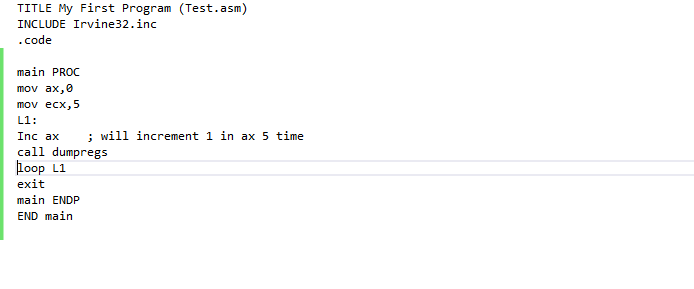 TITLE My First Program (Test.asm)
INCLUDE Irvine32.inc
.code
main PROC
mov ax,0
mov ecx,5
L1:
Inc ax    ; will increment 1 in ax 5 time
call dumpregs
loop L1
exit
main ENDP
END main